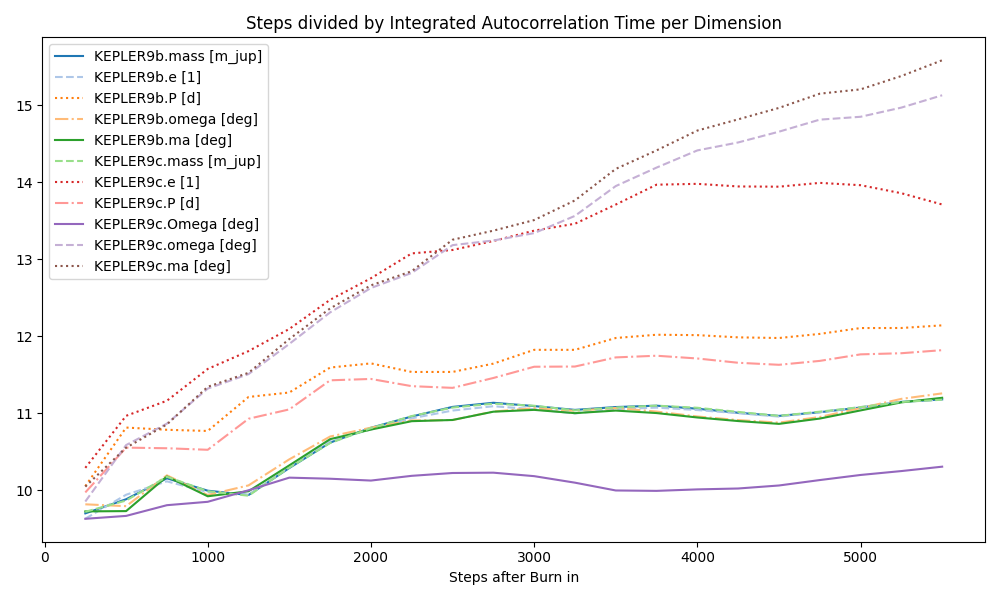 Steps divided by Integrated Autocorrelation Time per Dimension
KEPLER9b.mass [m_jup]
KEPLER9b.e [1]
KEPLER9b.P [d]
KEPLER9b.omega [deg]
KEPLER9b.ma [deg]
KEPLER9c.mass [m_jup]
KEPLER9c.e [1]
KEPLER9c.P [d]
KEPLER9c.Omega [deg]
KEPLER9c.omega [deg]
KEPLER9c.ma [deg]
15
14
13
12
11
10
0 1000 2000 3000 4000 5000
Steps after Burn in